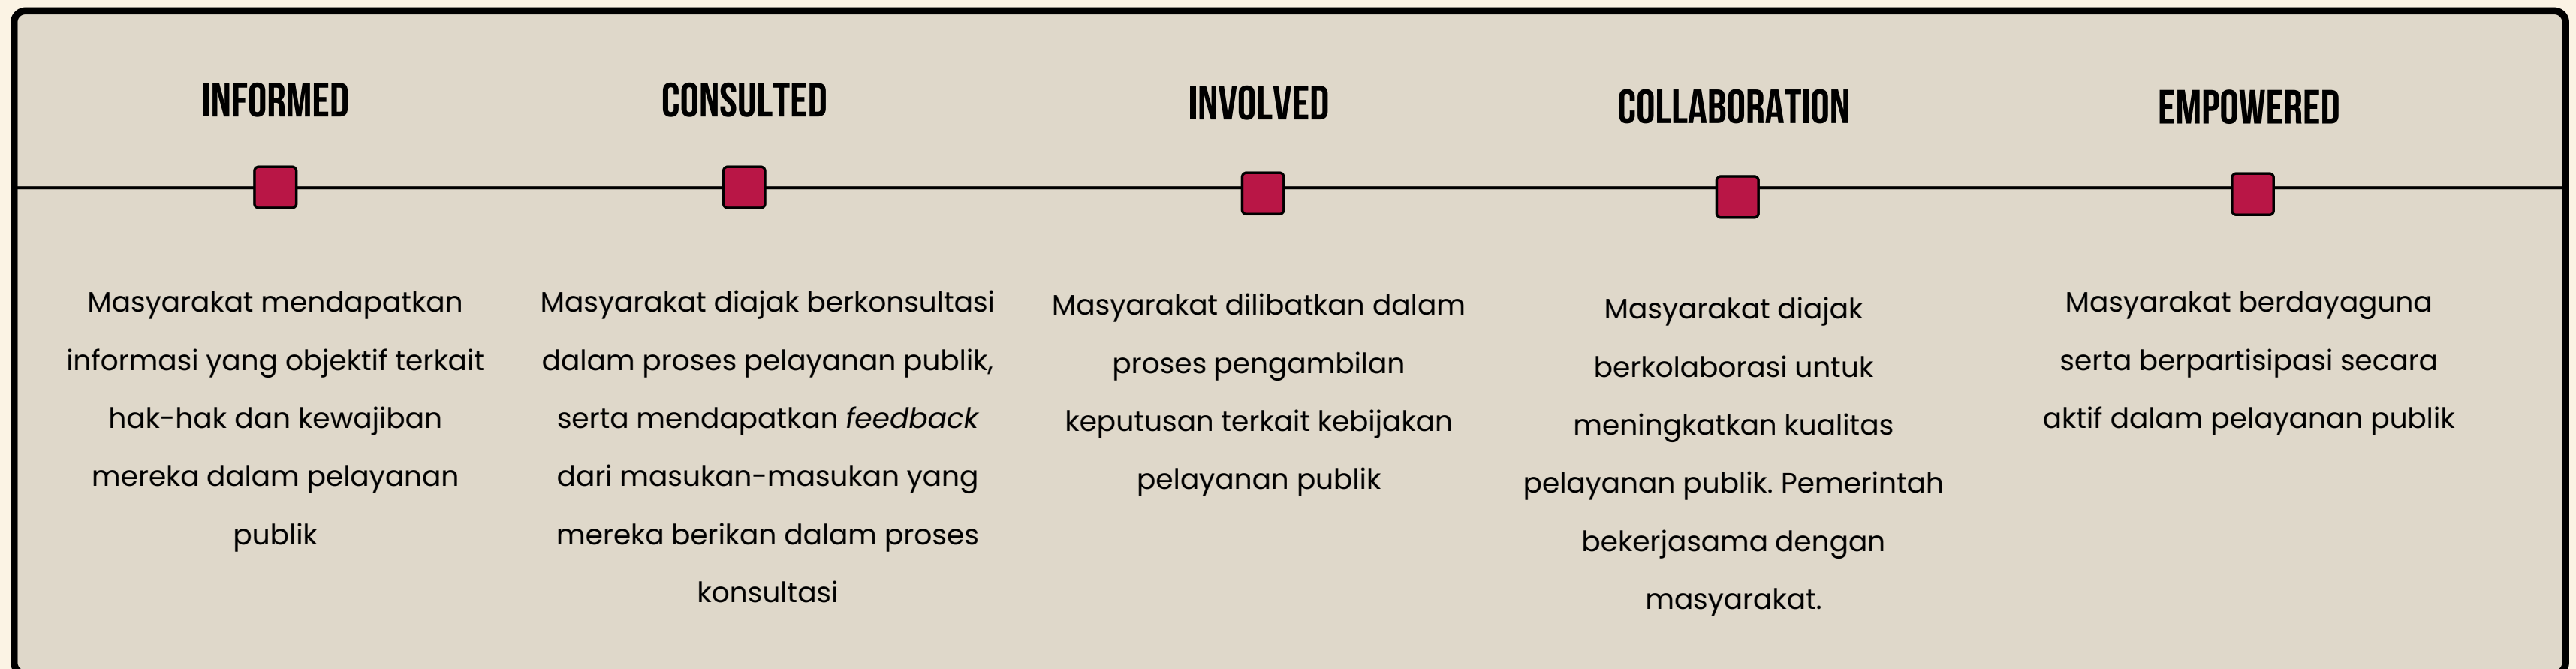 INFORMED
Masyarakat mendapatkan
informasi yang objektif terkait
hak-hak dan kewajiban
mereka dalam pelayanan
publik
CONSULTED
Masyarakat diajak berkonsultasi
dalam proses pelayanan publik,
serta mendapatkan feedback
dari masukan-masukan yang
mereka berikan dalam proses
konsultasi
INVOLVED
Masyarakat dilibatkan dalam
proses pengambilan
keputusan terkait kebijakan
pelayanan publik
COLLABORATION
Masyarakat diajak
berkolaborasi untuk
meningkatkan kualitas
pelayanan publik. Pemerintah
bekerjasama dengan
masyarakat.
EMPOWERED
Masyarakat berdayaguna
serta berpartisipasi secara
aktif dalam pelayanan publik